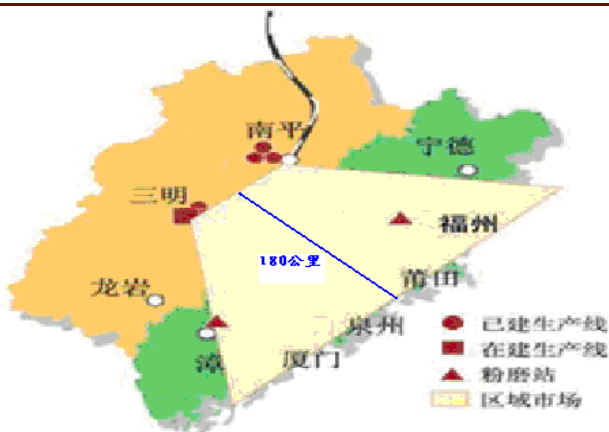 南平
宁德
三明
福州
180公里
龙岩
莆田
泉州
漳
厦门
已建生产线
在建生产线
粉磨站
区域市场